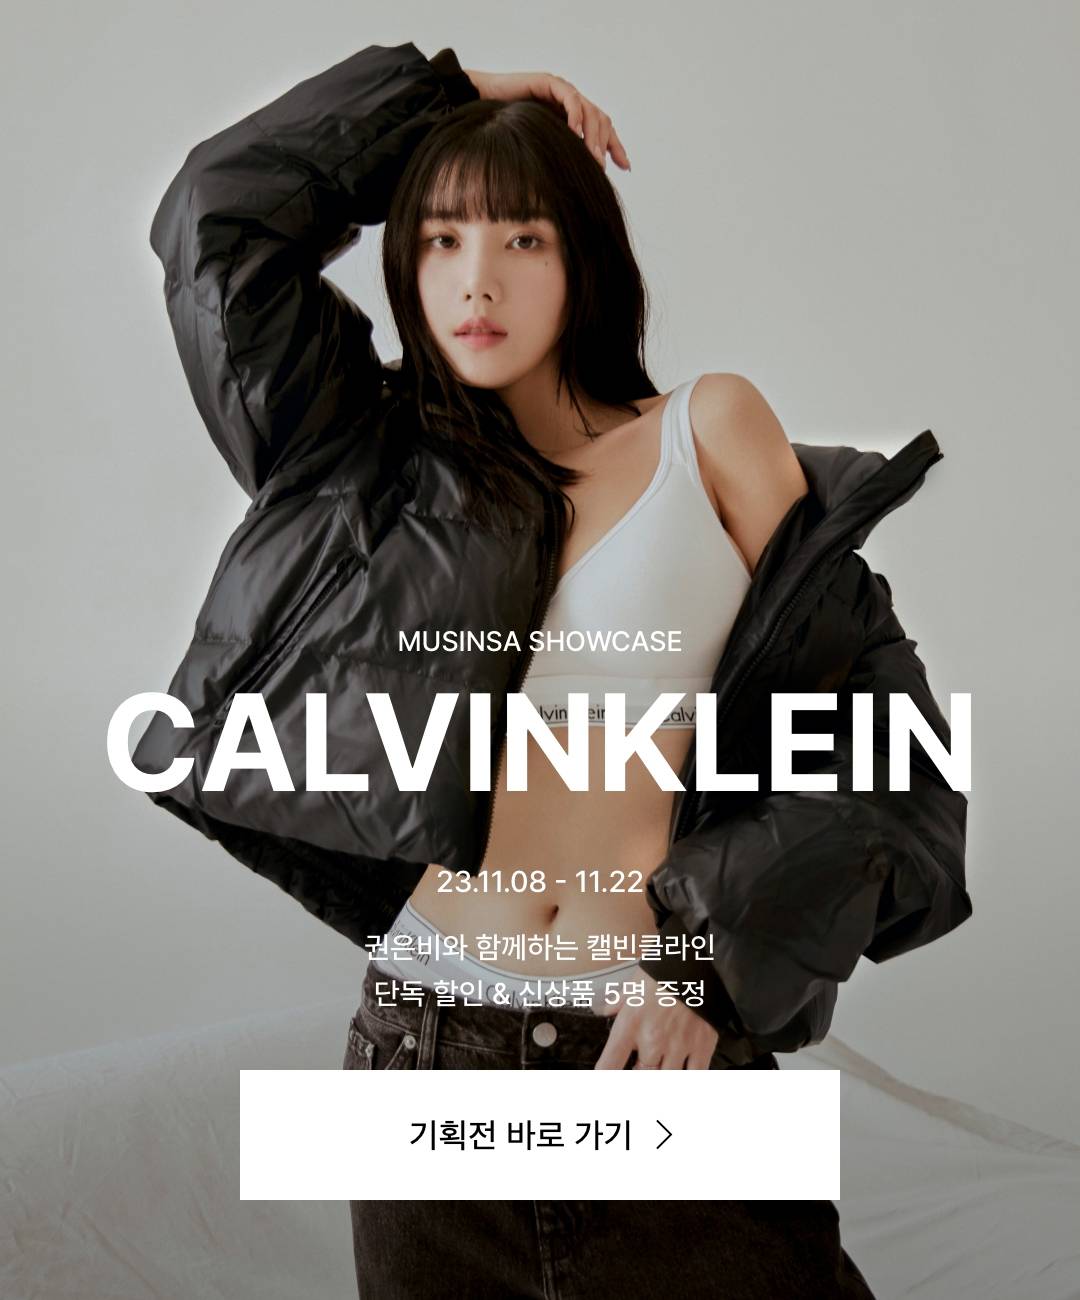 MUSINSA SHOWCASE
CALVINKLEIN
23.11.08 - 11.22
권은비와 함께하는 캘빈클라인
단독 할인 & 신상품 5명 증정
기획전 바로 가기